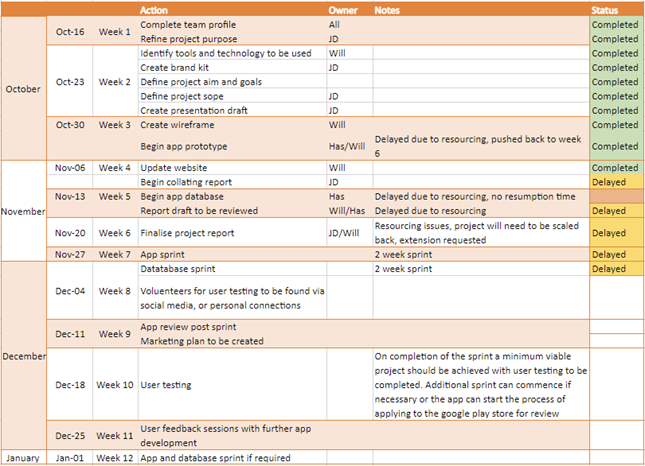 Action Owner Notes Status
October Oct-16 Week 1 Complete team profile All Completed
Refine project purpose JD Completed
Oct-23 Week 2 Identify tools and technology to be used Will Completed
Create brand kit JD Completed
Define project aim and goals Completed
Define project sope JD Completed
Create presentation draft JD Completed
Oct-30 Week 3 Create wireframe Will Completed
Begin app prototype Has/Will Delayed due to resourcing, pushed back to week
6 Completed
November Nov-06 Week 4 Update website Will Completed
Begin collating report JD Delayed
Nov-13 Week 5 Begin app database Has Delayed due to resourcing, no resumption time
Report draft to be reviewed Will/Has Delayed due to resourcing Delayed
Nov-20 Week 6 Finalise project report JD/Will Resourcing issues, project will need to be scaled
back, extension requested Delayed
Nov-27 Week 7 App sprint 2 week sprint Delayed
December Datatabase sprint 2 week sprint Delayed
Dec-04 Week 8 Volunteers for user testing to be found via
social media, or personal connections
Dec-11 Week 9 App review post sprint
Marketing plan to be created
Dec-18 Week 10 User testing On completion of the sprint a minimum viable
project should be achieved with user testing to be
completed. Additional sprint can commence if
necessary or the app can start the process of
applying to the google play store for review
Dec-25 Week 11 User feedback sessions with further app
development
January Jan-01 Week 12 App and database sprint if required